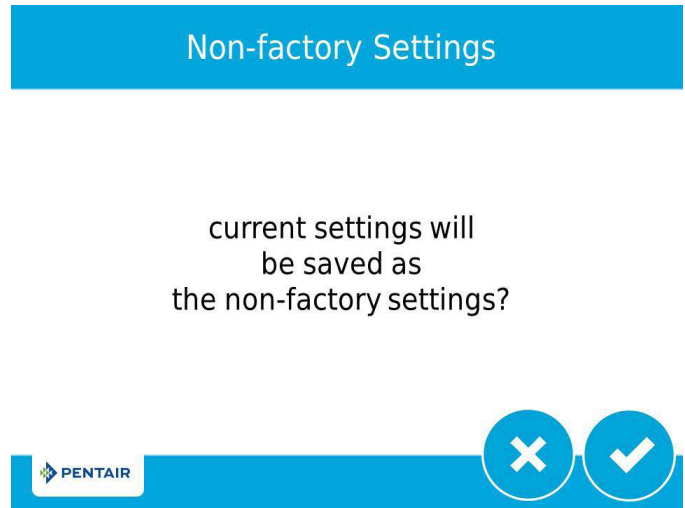 Non-factory Settings
current settings will
be saved as
the non-factory settings?
PENTAIR